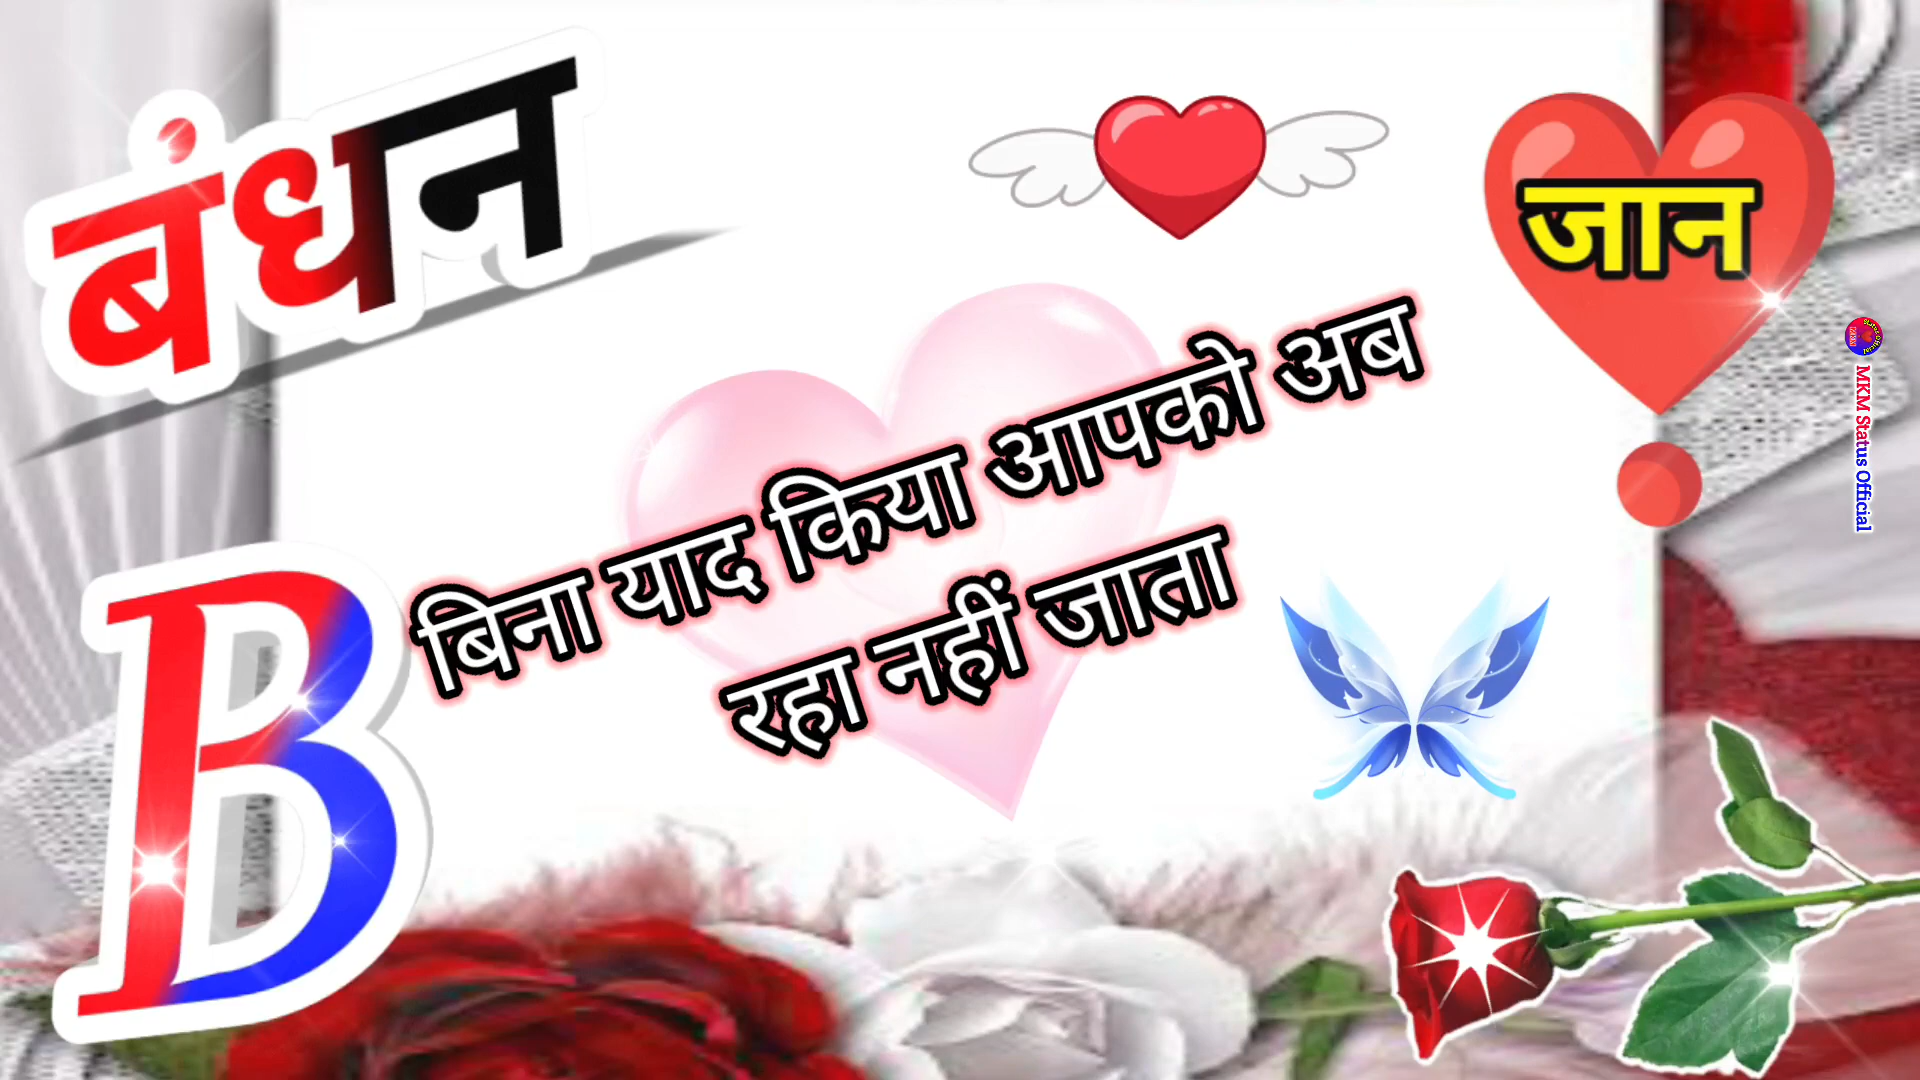 बंधन
जान
बिना याद किया आपको अब
रहा नहीं जाता
B
MKM Status Official